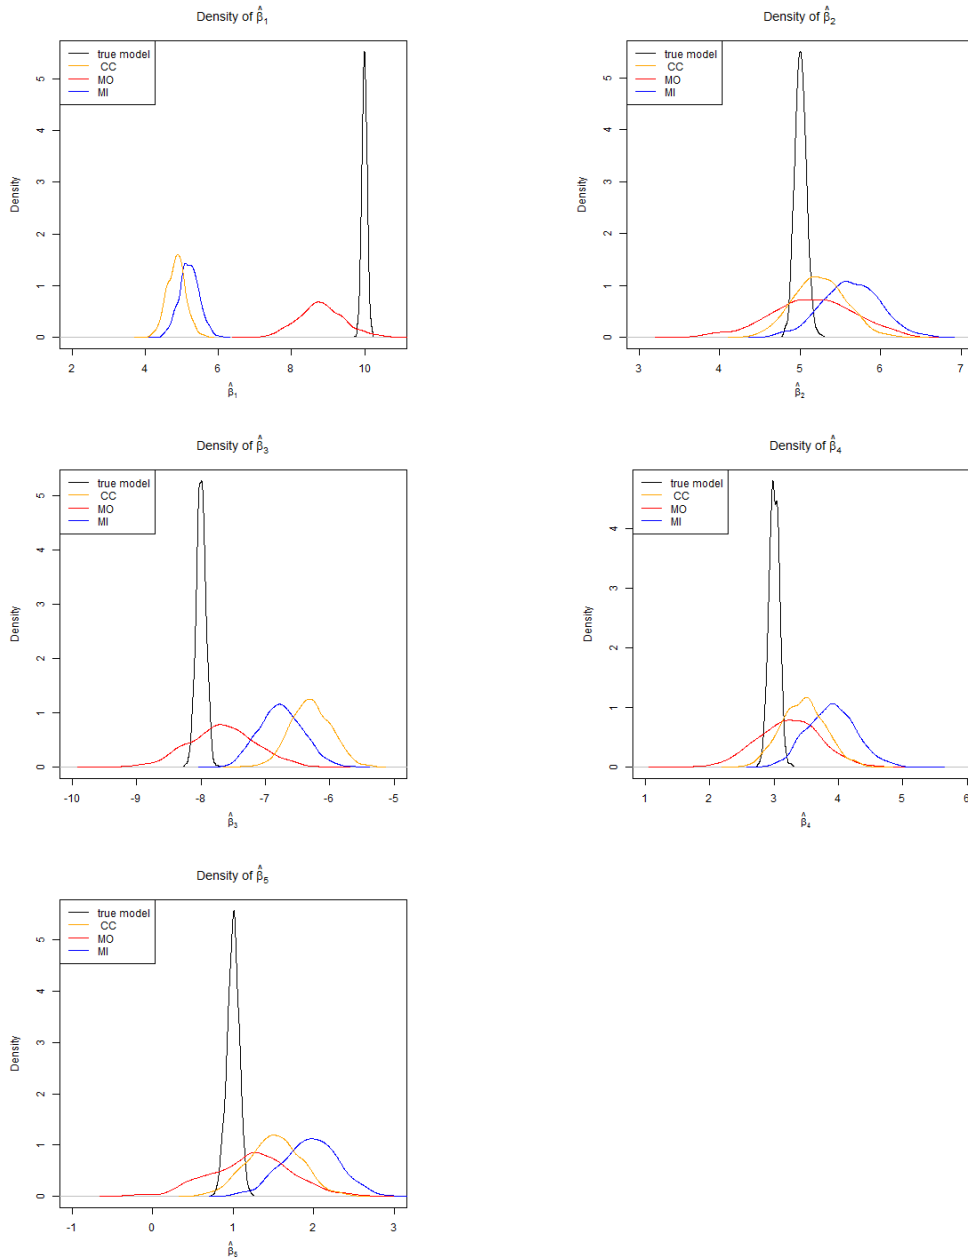 Density of β̂₁
true model
CC
MO
MI
Density
0 1 2 3 4 5
2 4 6 8 10
β̂₁
Density of β̂₂
true model
CC
MO
MI
Density
0 1 2 3 4 5
3 4 5 6 7
β̂₂
Density of β̂₃
true model
CC
MO
MI
Density
0 1 2 3 4 5
-10 -9 -8 -7 -6 -5
β̂₃
Density of β̂₄
true model
CC
MO
MI
Density
0 1 2 3 4
1 2 3 4 5 6
β̂₄
Density of β̂₅
true model
CC
MO
MI
Density
0 1 2 3 4 5
-1 0 1 2 3
β̂₅